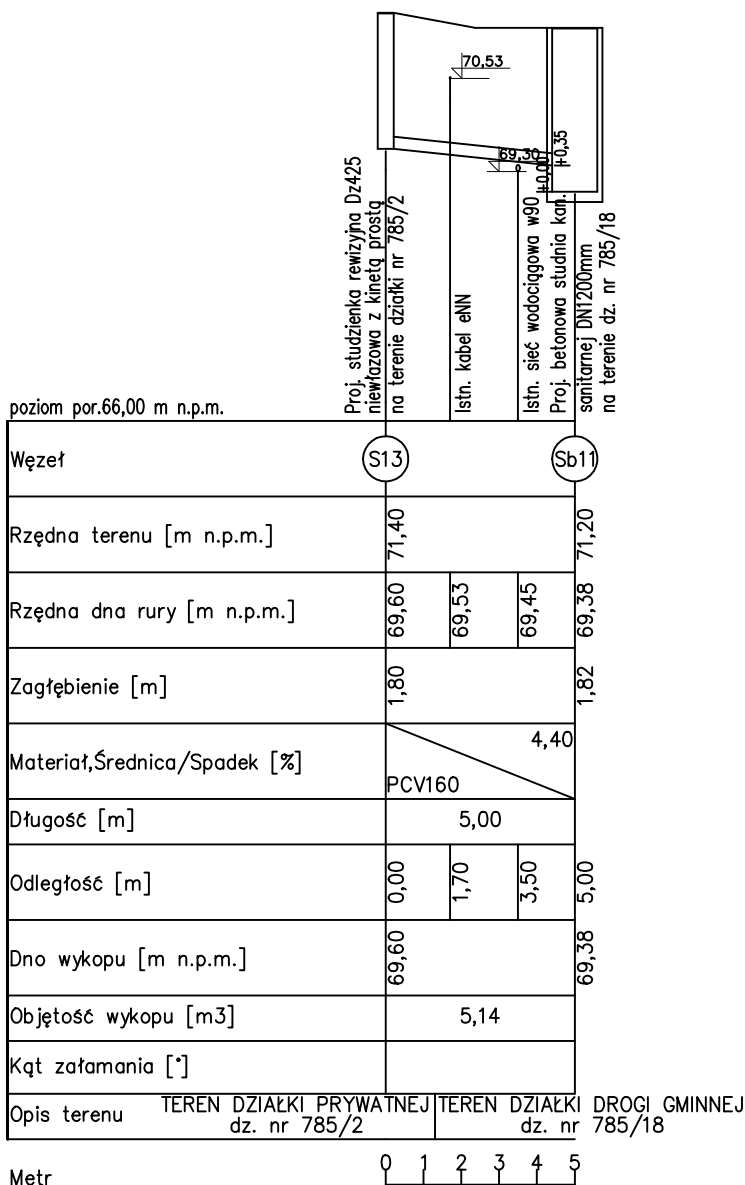 70,53
69,30
+0,00
+0,35
Proj. studzienka rewizyjna Dz425
niewłazowa z kinetą prostą
na terenie działki nr 785/2
Istn. kabel eNN
Istn. sieć wodociągowa w90
Proj. betonowa studnia kan.
sanitarnej DN1200mm
na terenie dz. nr 785/18
poziom por.66,00 m n.p.m.
Węzeł S13 Sb11
Rzędna terenu [m n.p.m.] 71,40 71,20
Rzędna dna rury [m n.p.m.] 69,60 69,53 69,45 69,38
Zagłębienie [m] 1,80 1,82
Materiał,Średnica/Spadek [%] PCV160 4,40
Długość [m] 5,00
Odległość [m] 0,00 1,70 3,50 5,00
Dno wykopu [m n.p.m.] 69,60 69,38
Objętość wykopu [m3] 5,14
Kąt załamania [°]
Opis terenu
TEREN DZIAŁKI PRYWATNEJ
dz. nr 785/2
TEREN DZIAŁKI DROGI GMINNEJ
dz. nr 785/18
Metr 0 1 2 3 4 5